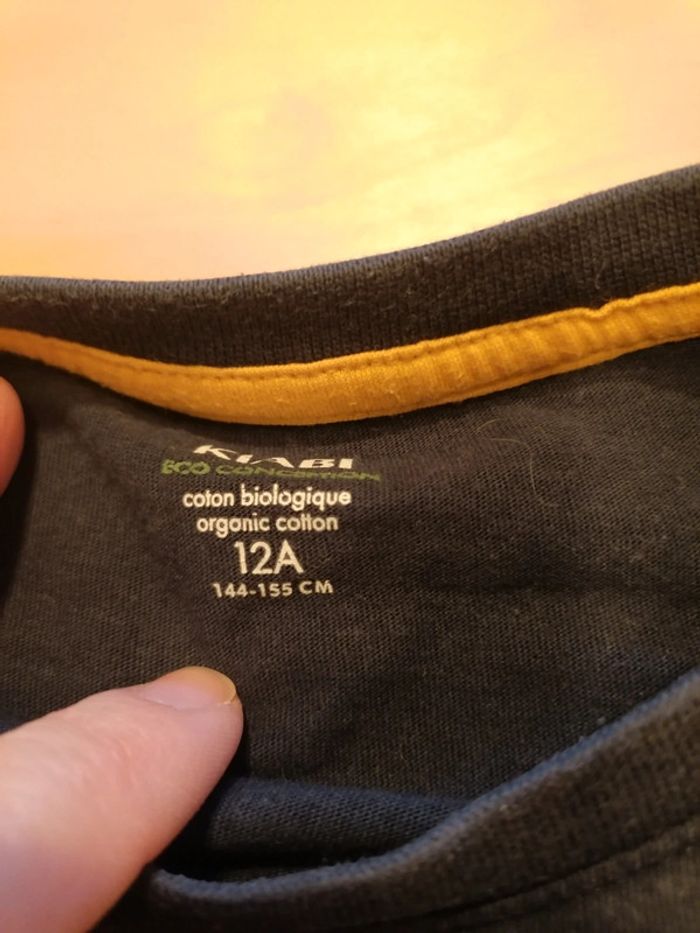 KIABI
ECO CONCEPTION
coton biologique
organic cotton
12A
144-155 CM